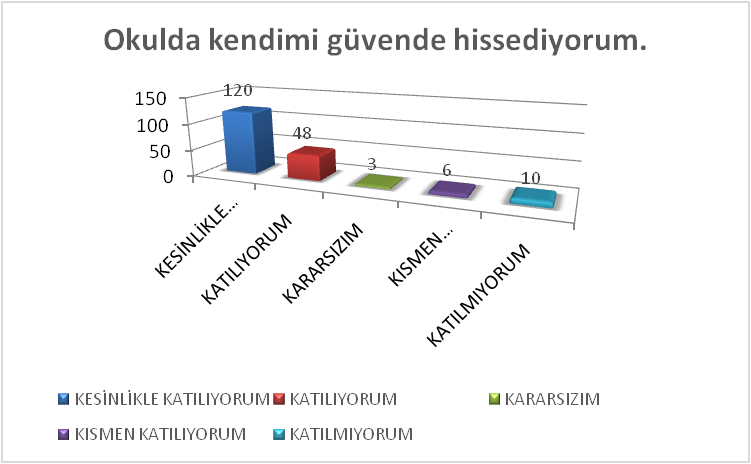 Okulda kendimi güvende hissediyorum.
150
100
50
0
120
48
3
6
10
KESİNLİKLE...
KATILIYORUM
KARARSIZIM
KISMEN...
KATILMIYORUM
KESİNLİKLE KATILIYORUM KATILIYORUM KARARSIZIM
KISMEN KATILIYORUM KATILMIYORUM